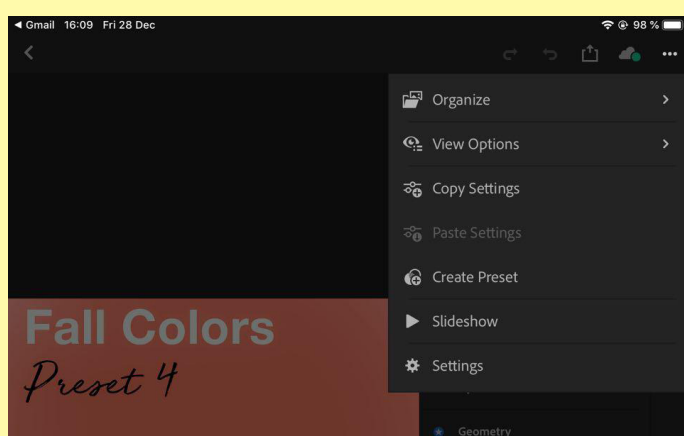 Gmail 16:09 Fri 28 Dec 98 %
Organize
View Options
Copy Settings
Paste Settings
Create Preset
Slideshow
Settings
Fall Colors
Preset 4
Geometry